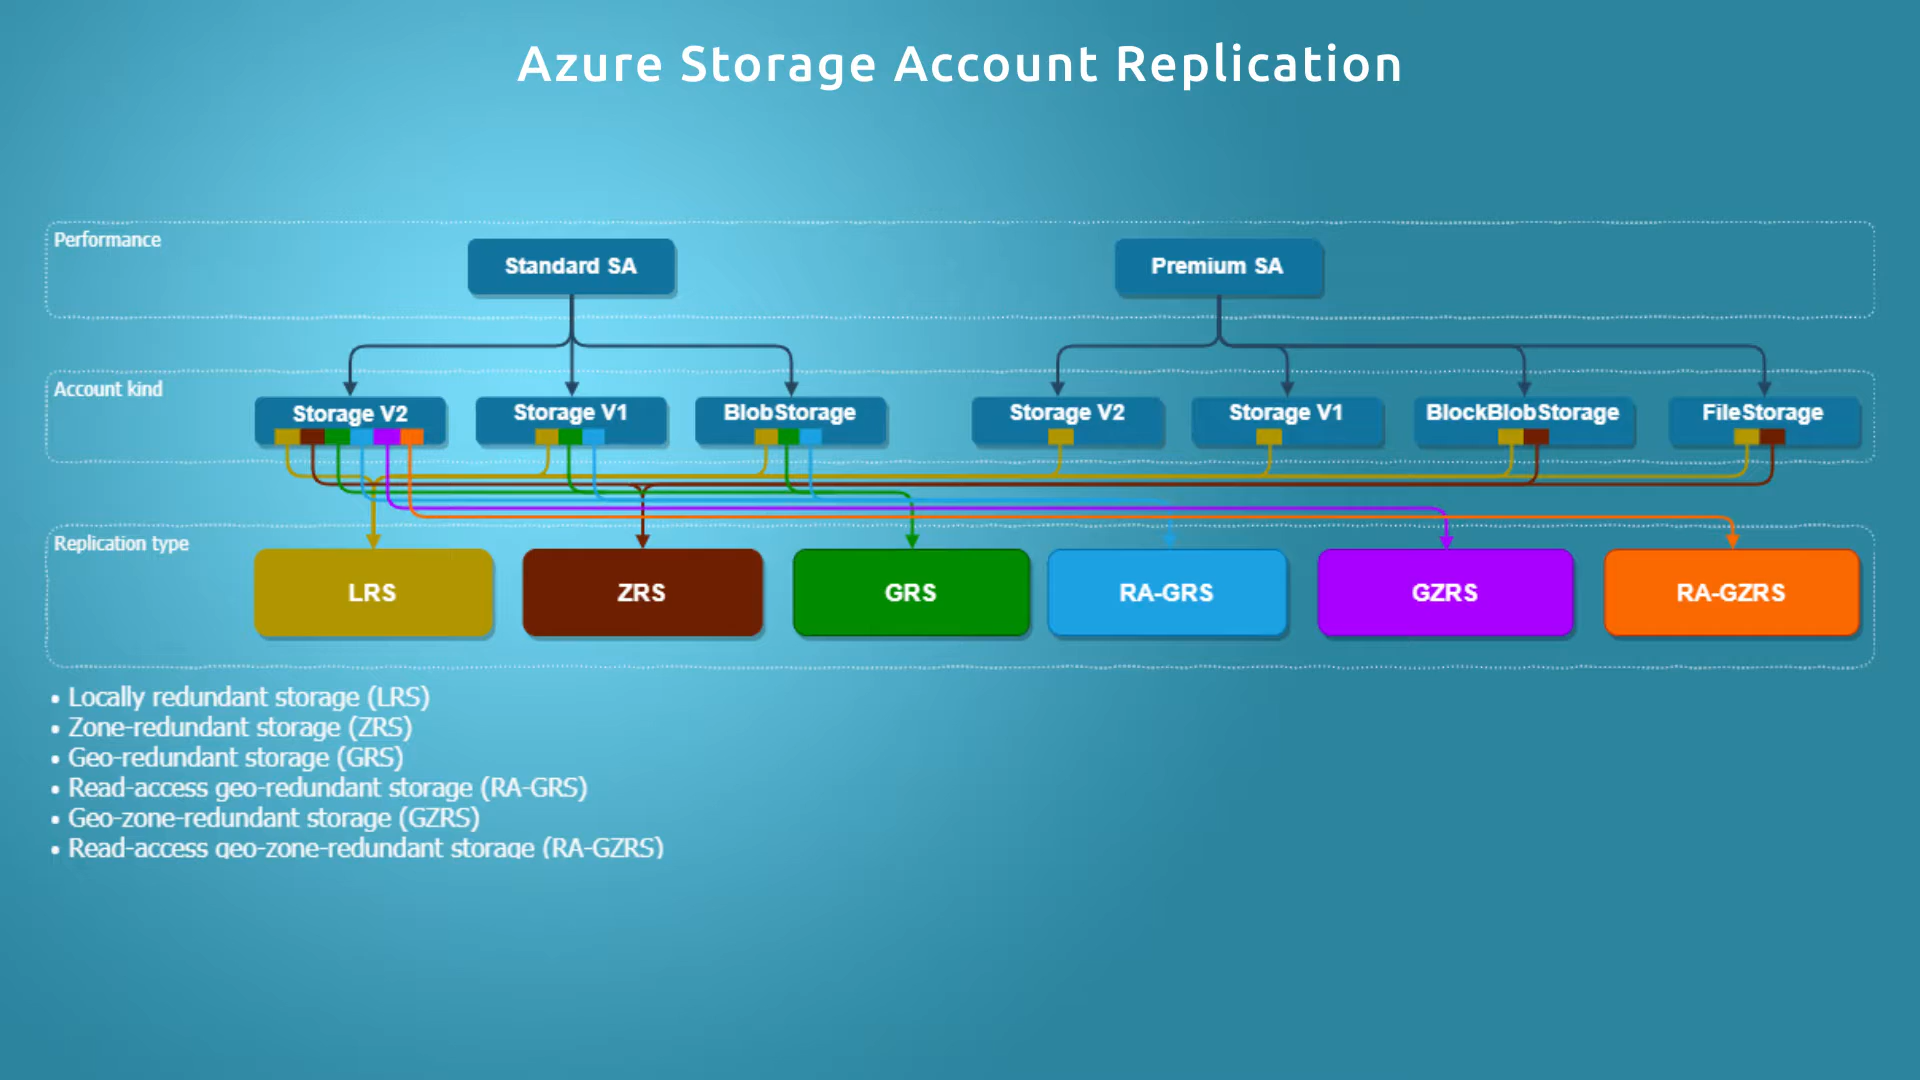 Azure Storage Account Replication
Performance
Standard SA
Premium SA
Account kind
Storage V2
Storage V1
BlobStorage
Storage V2
Storage V1
BlockBlobStorage
FileStorage
Replication type
LRS
ZRS
GRS
RA-GRS
GZRS
RA-GZRS
• Locally redundant storage (LRS)
• Zone-redundant storage (ZRS)
• Geo-redundant storage (GRS)
• Read-access geo-redundant storage (RA-GRS)
• Geo-zone-redundant storage (GZRS)
• Read-access geo-zone-redundant storage (RA-GZRS)